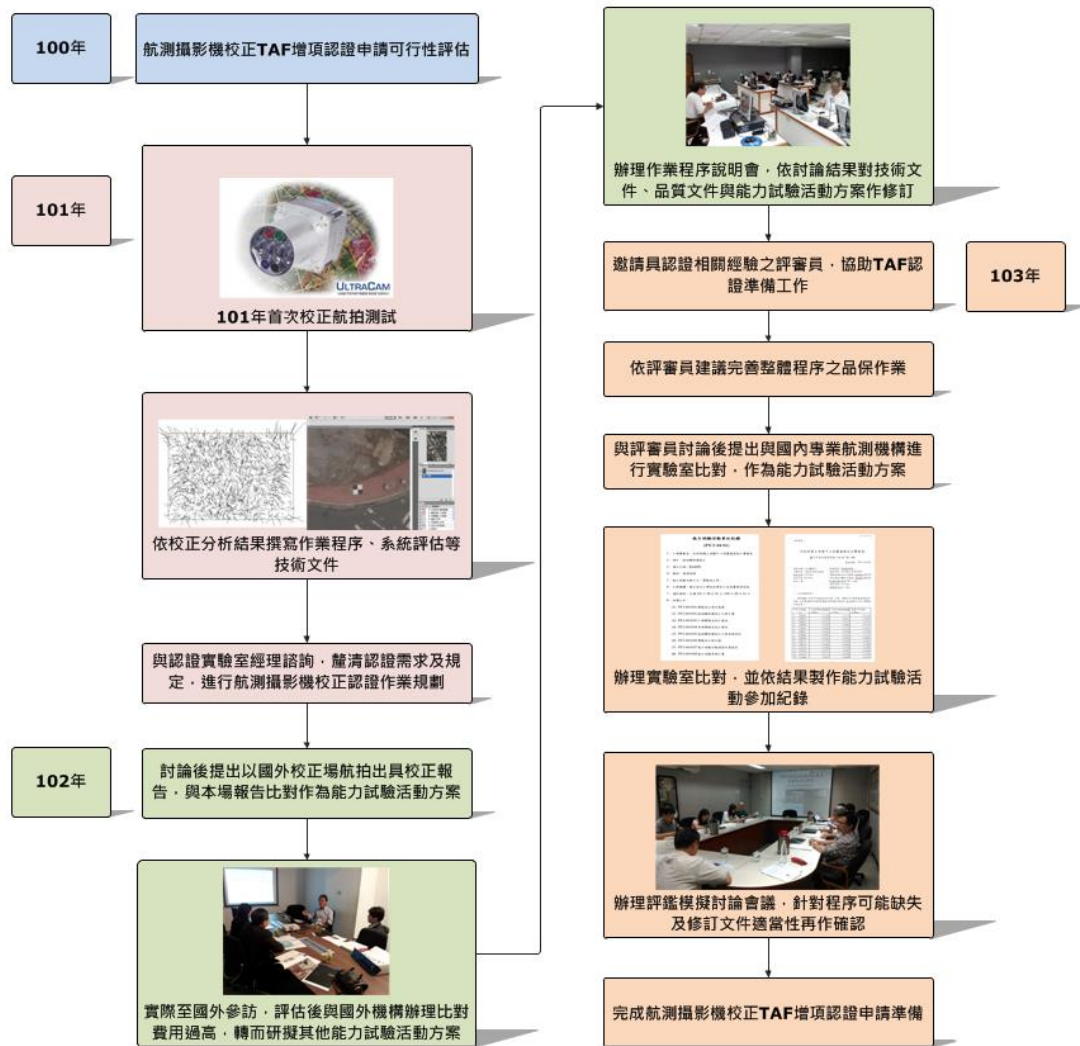 100年
航測攝影機校正TAF增項認證申請可行性評估
101年
ULTRACAM
101年首次校正航拍測試
依校正分析結果撰寫作業程序、系統評估等
技術文件
與認證實驗室經理諮詢，釐清認證需求及規
定，進行航測攝影機校正認證作業規劃
102年
討論後提出以國外校正場航拍出具校正報
告，與本場報告比對作為能力試驗活動方案
實際至國外參訪，評估後與國外機構辦理比對
費用過高，轉而研擬其他能力試驗活動方案
辦理作業程序說明會，依討論結果對技術文
件、品質文件與能力試驗活動方案作修訂
邀請具認證相關經驗之評審員，協助TAF認
證準備工作
103年
依評審員建議完善整體程序之品保作業
與評審員討論後提出與國內專業航測機構進
行實驗室比對，作為能力試驗活動方案
辦理實驗室比對，並依結果製作能力試驗活
動參加紀錄
辦理評鑑模擬討論會議，針對程序可能缺失
及修訂文件適當性再作確認
完成航測攝影機校正TAF增項認證申請準備